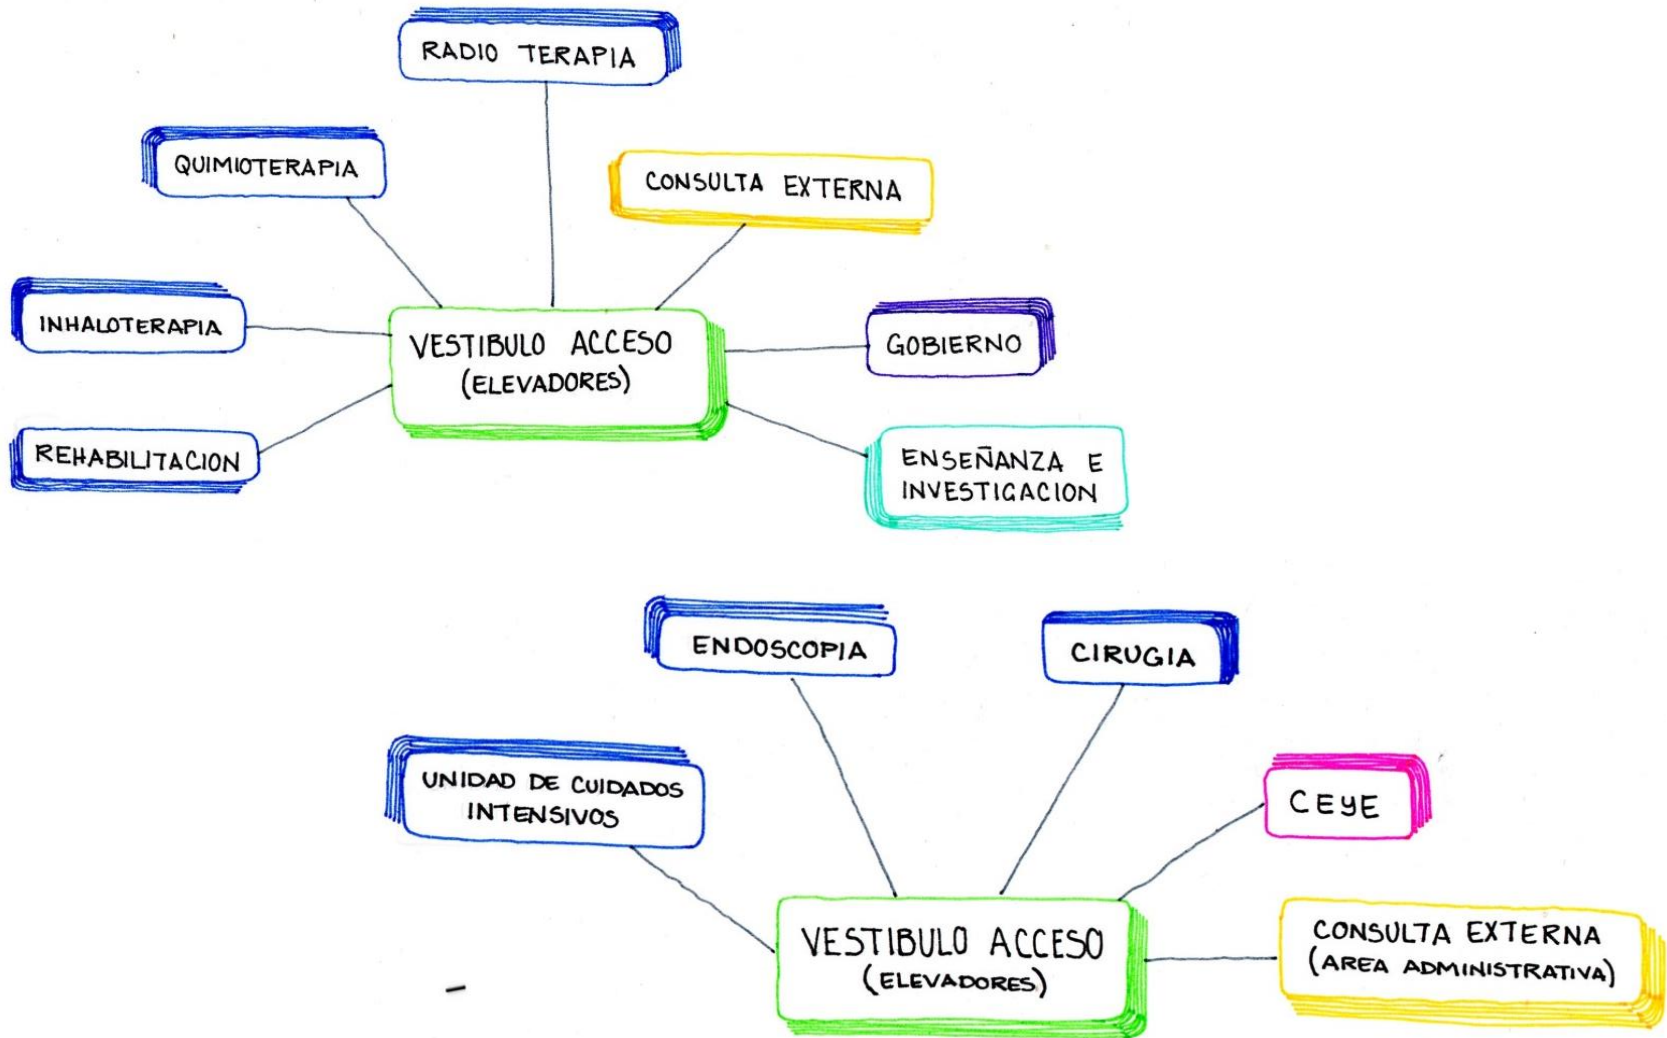 RADIO TERAPIA
QUIMIOTERAPIA
CONSULTA EXTERNA
INHALOTERAPIA
VESTIBULO ACCESO
(ELEVADORES)
GOBIERNO
REHABILITACION
ENSEÑANZA E
INVESTIGACION
ENDOSCOPIA
CIRUGIA
UNIDAD DE CUIDADOS
INTENSIVOS
CEYE
VESTIBULO ACCESO
(ELEVADORES)
CONSULTA EXTERNA
(AREA ADMINISTRATIVA)